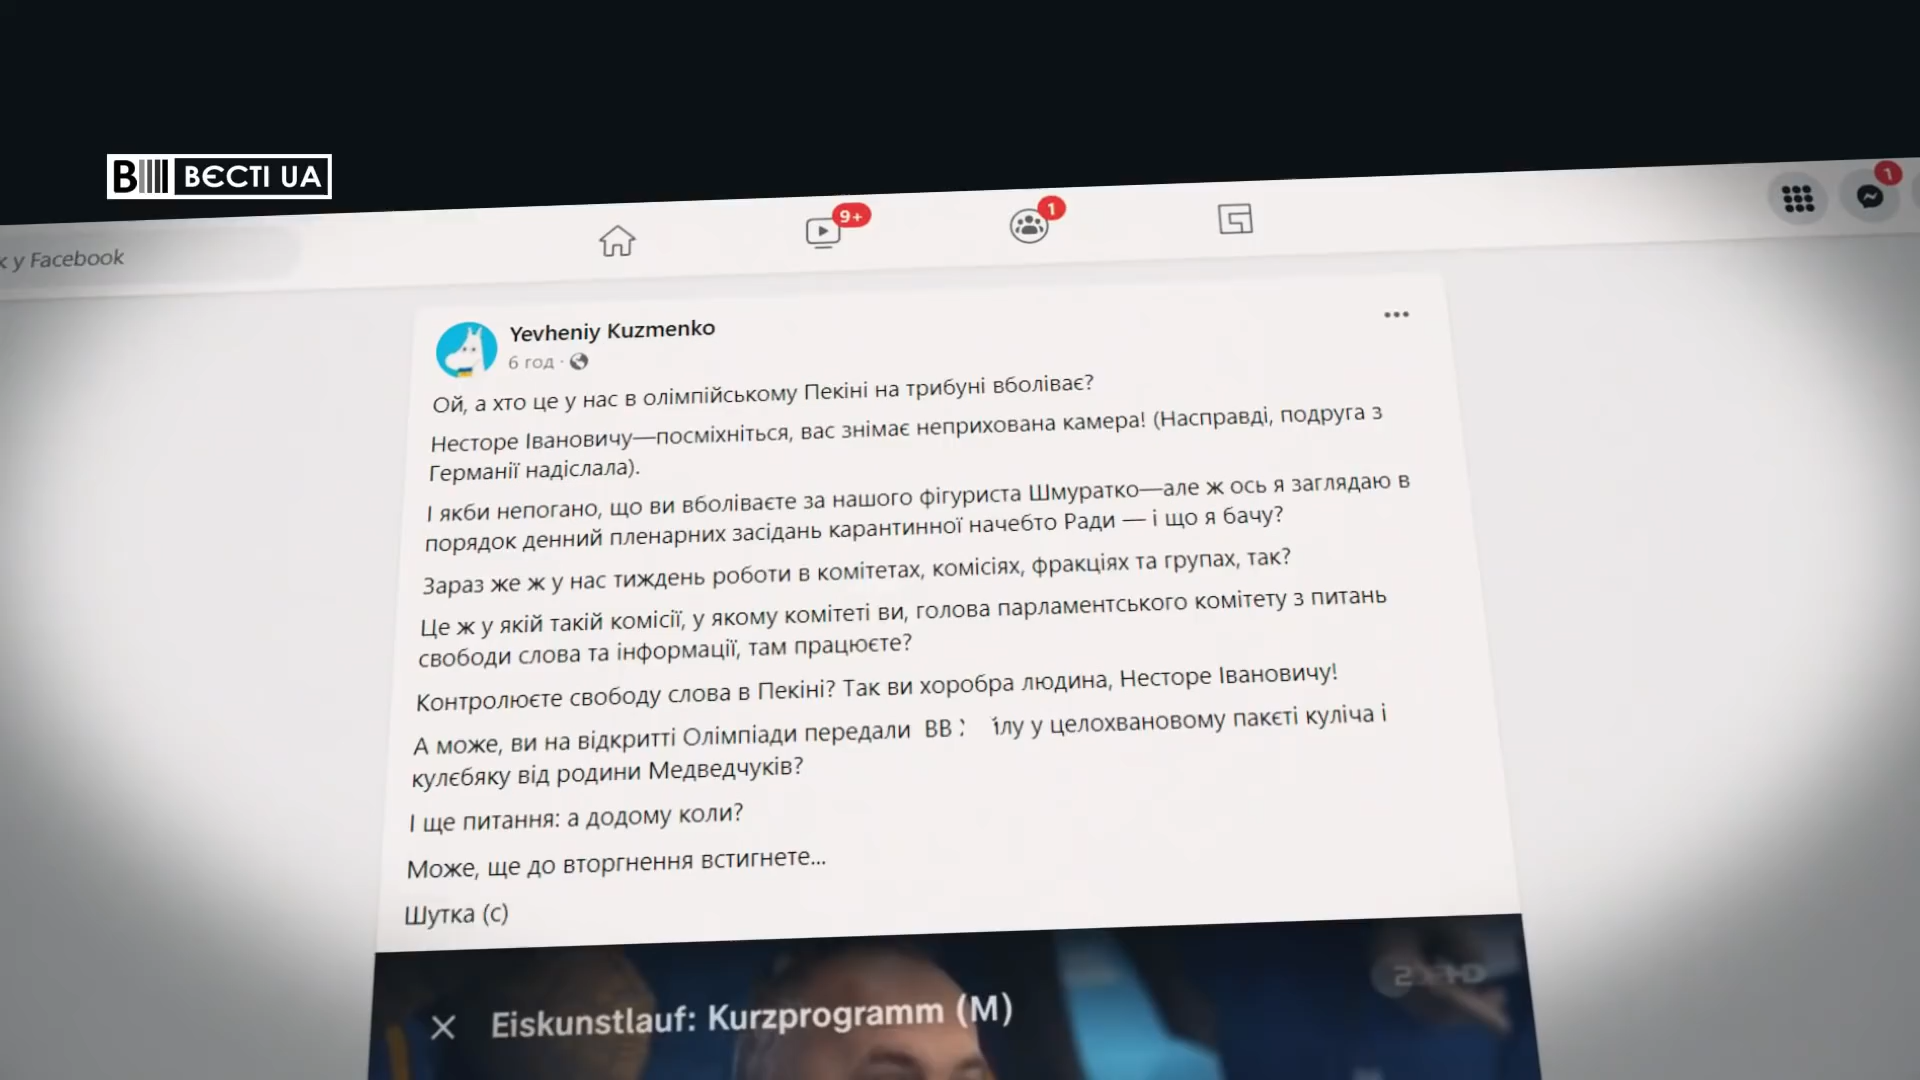 В ВЄСТІ UA
к у Facebook
9+
1
1
Yevheniy Kuzmenko
6 год ·
Ой, а хто це у нас в олімпійському Пекіні на трибуні вболіває?
Несторе Івановичу—посміхніться, вас знімає неприхована камера! (Насправді, подруга з
Германії надіслала).
І якби непогано, що ви вболіваєте за нашого фігуриста Шмуратко—але ж ось я заглядаю в
порядок денний пленарних засідань карантинної начебто Ради — і що я бачу?
Зараз же ж у нас тиждень роботи в комітетах, комісіях, фракціях та групах, так?
Це ж у якій такій комісії, у якому комітеті ви, голова парламентського комітету з питань
свободи слова та інформації, там працюєте?
Контролюєте свободу слова в Пекіні? Так ви хоробра людина, Несторе Івановичу!
А може, ви на відкритті Олімпіади передали ВВ у целохвановому пакєті куліча і
кулєбяку від родини Медведчуків?
І ще питання: а додому коли?
Може, ще до вторгнення встигнете...
Шутка (с)
Eiskunstlauf: Kurzprogramm (M)